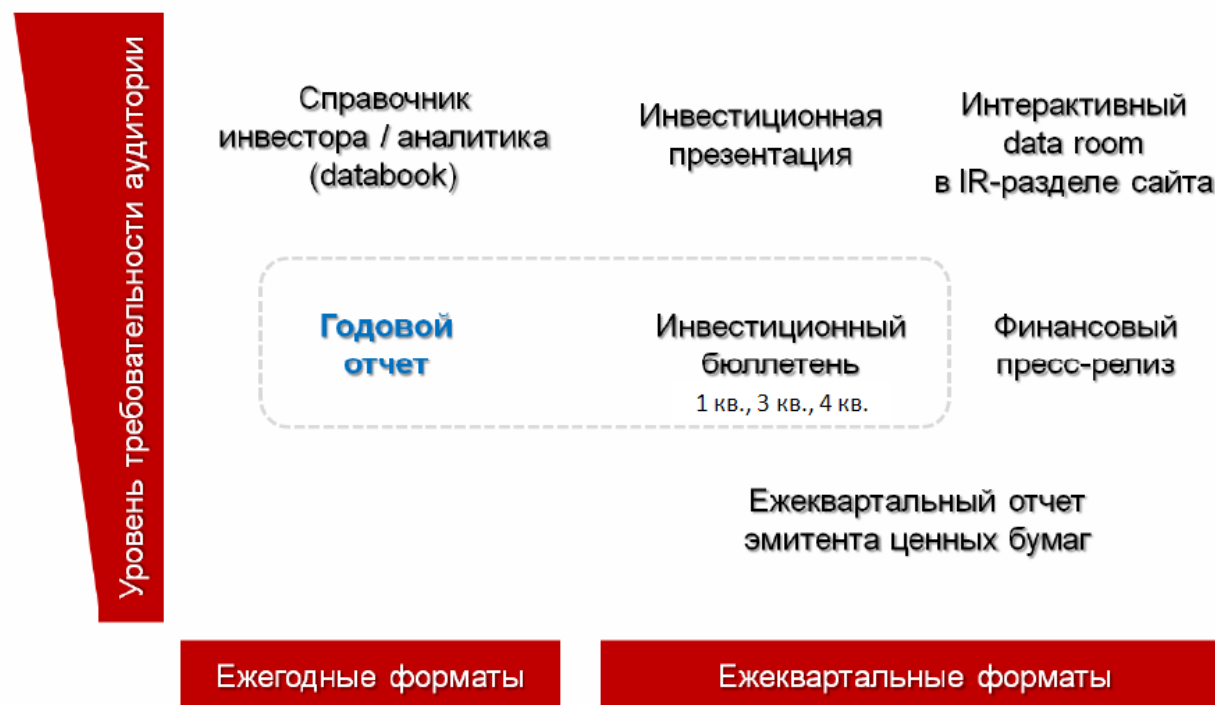 Уровень требовательности аудитории
Справочник
инвестора / аналитика
(databook)
Инвестиционная
презентация
Интерактивный
data room
в IR-разделе сайта
Годовой
отчет
Инвестиционный
бюллетень
1 кв., 3 кв., 4 кв.
Финансовый
пресс-релиз
Ежеквартальный отчет
эмитента ценных бумаг
Ежегодные форматы
Ежеквартальные форматы